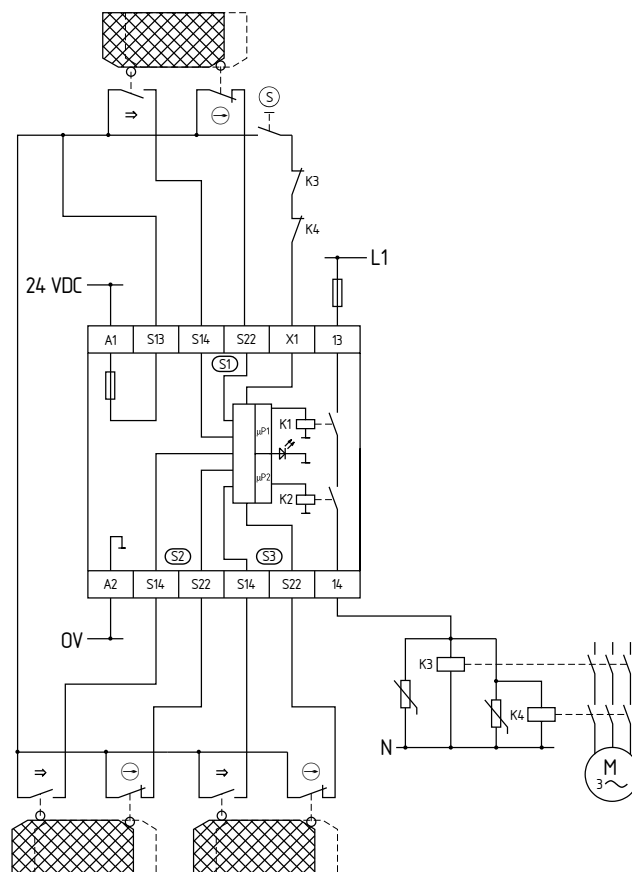 S
⇒
K3
K4
L1
24 VDC
A1 S13 S14 S22 X1 13
S1
µP1
K1
µP2
K2
S2 S3
A2 S14 S22 S14 S22 14
0V
K3
K4
N
M
3
⇒ ⇒